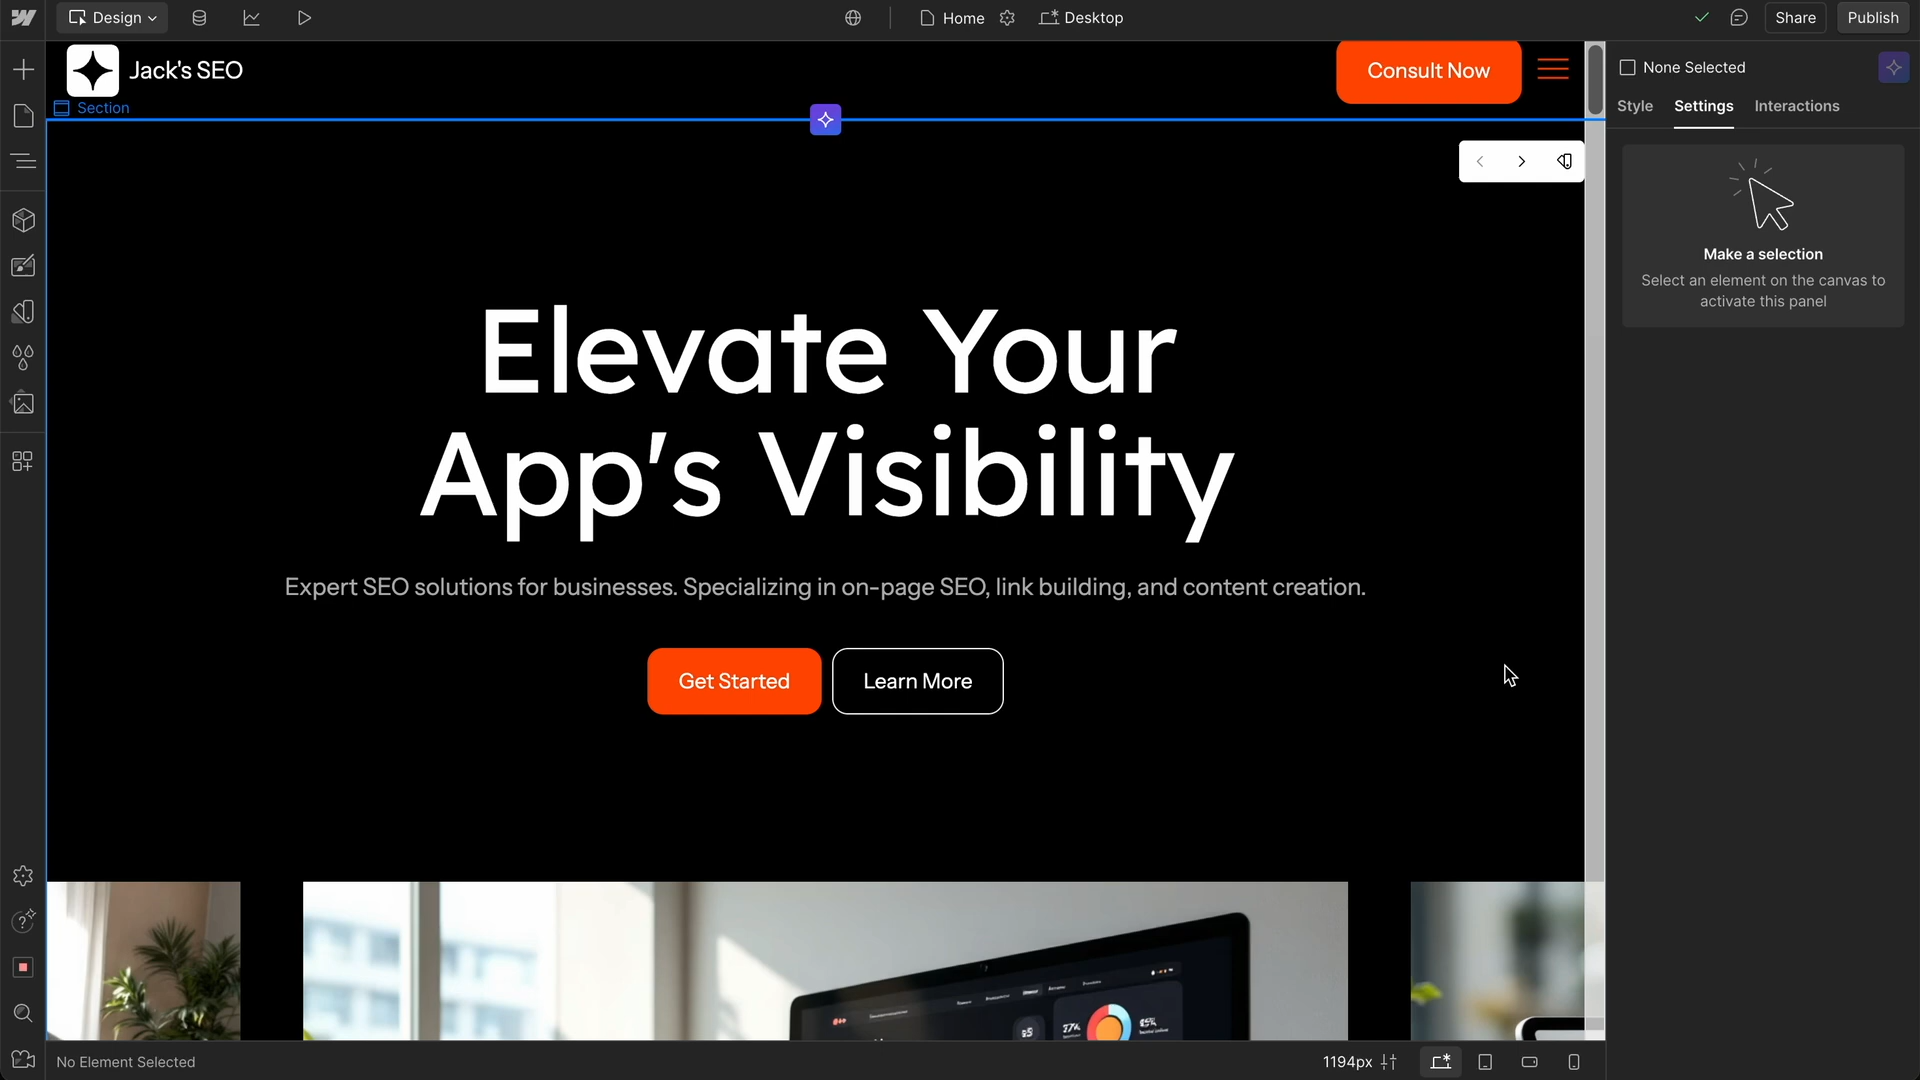 Design
Home
Desktop
Share
Publish
Jack's SEO
Consult Now
Section
None Selected
Style
Settings
Interactions
Make a selection
Select an element on the canvas to
activate this panel
Elevate Your
App's Visibility
Expert SEO solutions for businesses. Specializing in on-page SEO, link building, and content creation.
Get Started
Learn More
No Element Selected
1194px